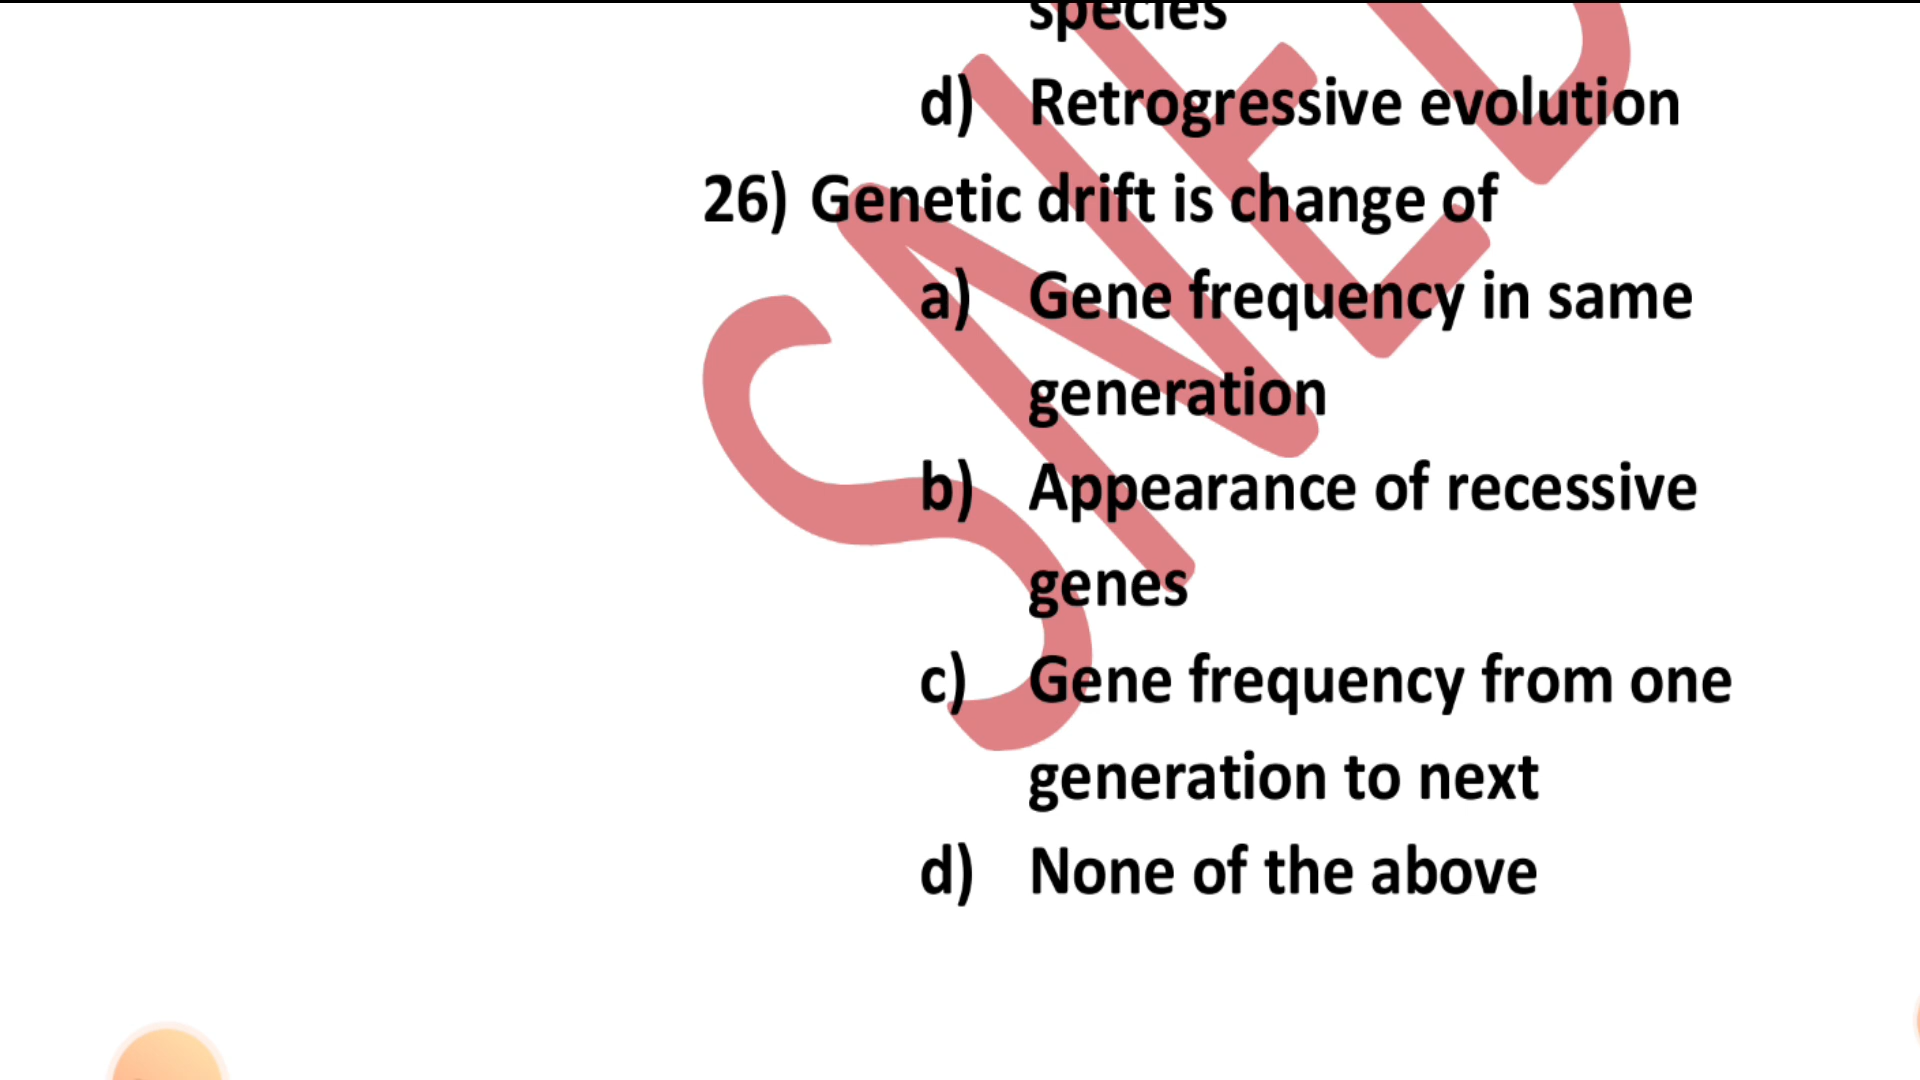 species
d) Retrogressive evolution
26) Genetic drift is change of
a) Gene frequency in same
generation
b) Appearance of recessive
genes
c) Gene frequency from one
generation to next
d) None of the above